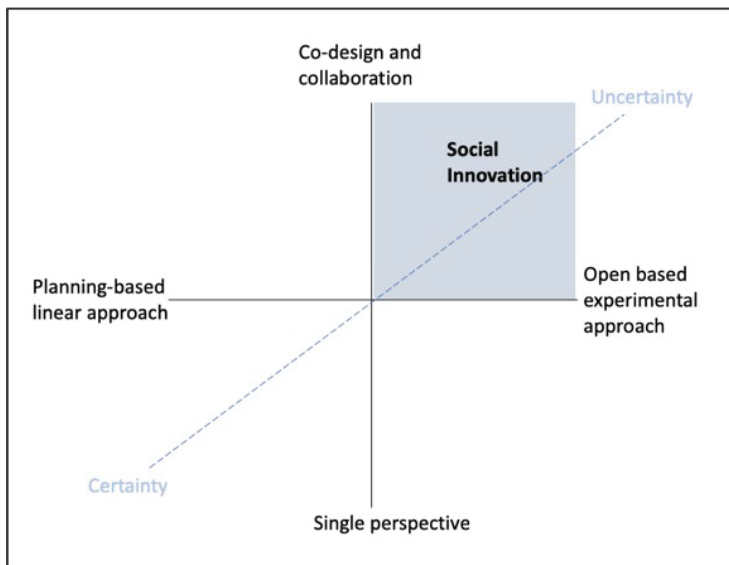 Co-design and
collaboration
Uncertainty
Social
Innovation
Planning-based
linear approach
Open based
experimental
approach
Certainty
Single perspective